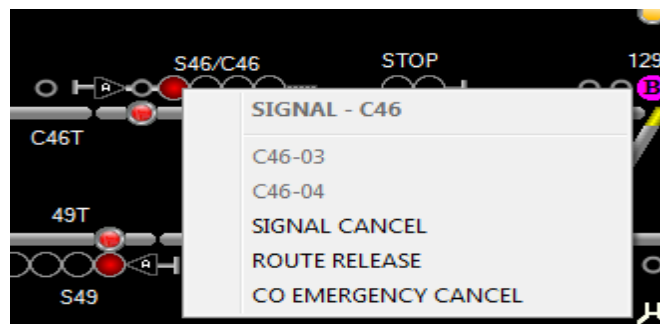 S46/C46
STOP
129
A
B
SIGNAL - C46
C46T
C46-03
C46-04
49T
SIGNAL CANCEL
A
ROUTE RELEASE
S49
CO EMERGENCY CANCEL